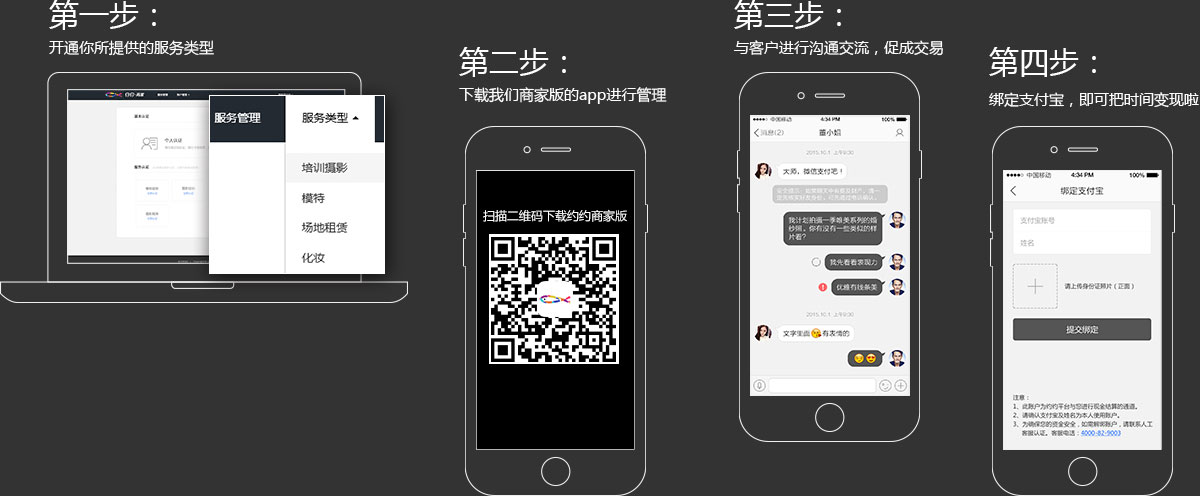 第一步：
开通你所提供的服务类型
服务管理
服务类型
培训摄影
模特
场地租赁
化妆
个人认证
第二步：
下载我们商家版的app进行管理
扫描二维码下载约约商家版
第三步：
与客户进行沟通交流，促成交易
中国移动
4:34 PM
100%
消息(2)
董小姐
2015.10.1 上午8:30
大师，微信支付吧！
我计划拍摄一季唯美系列的婚
纱照，你有没有一些类似的样
片看？
我先看看表现力
优雅有线条美
2015.10.1 上午8:30
文字里面😘有表情的
第四步：
绑定支付宝，即可把时间变现啦
中国移动
4:34 PM
100%
绑定支付宝
支付宝账号
姓名
请上传身份证照片（正面）
提交绑定
注意：
1、此账户为约约平台与您进行现金结算的通道。
2、请确认支付宝及姓名为本人使用账户。
3、为确保您的资金安全，如需解绑账户，请联系人工
客服认证。客服电话：4000-82-9003